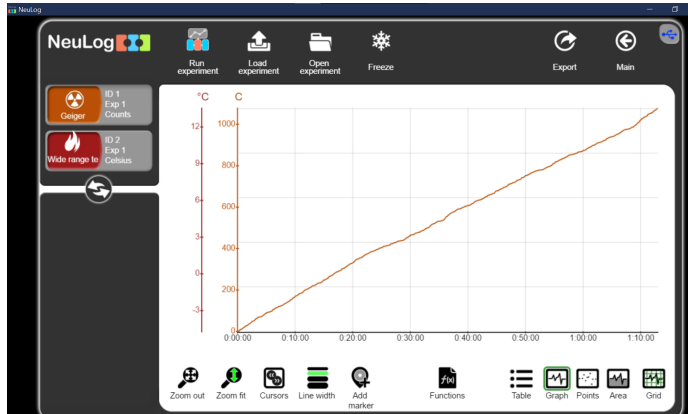 NeuLog
NeuLog
Run
experiment
Load
experiment
Open
experiment
Freeze
Export
Main
Geiger
ID 1
Exp 1
Counts
Wide range te
ID 2
Exp 1
Celsius
°C
C
12
9
6
3
0
-3
1000
800
600
400
200
0
0:00:00
0:10:00
0:20:00
0:30:00
0:40:00
0:50:00
1:00:00
1:10:00
Zoom out
Zoom fit
Cursors
Line width
Add
marker
f(x)
Functions
Table
Graph
Points
Area
Grid